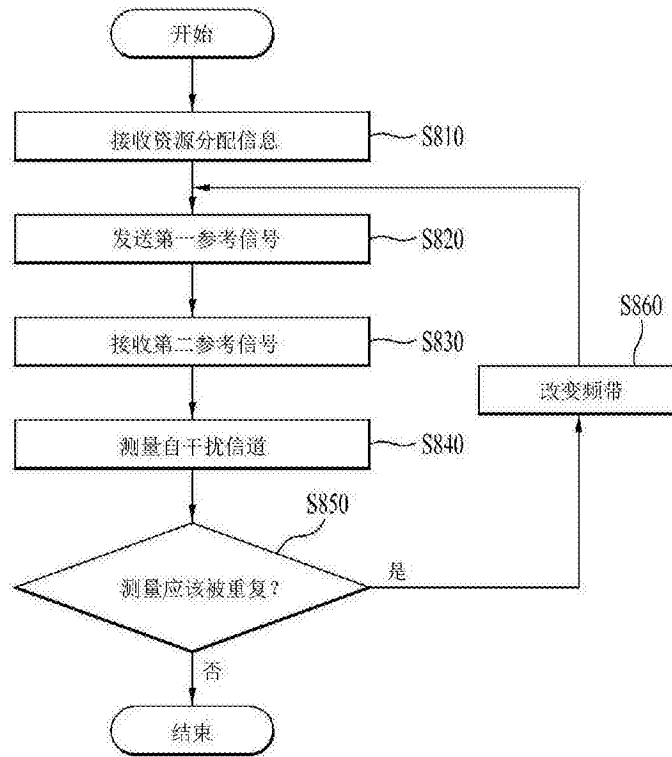 开始
接收资源分配信息
S810
发送第一参考信号
S820
接收第二参考信号
S830
S860
改变频带
测量自干扰信道
S840
S850
测量应该被重复?
是
否
结束